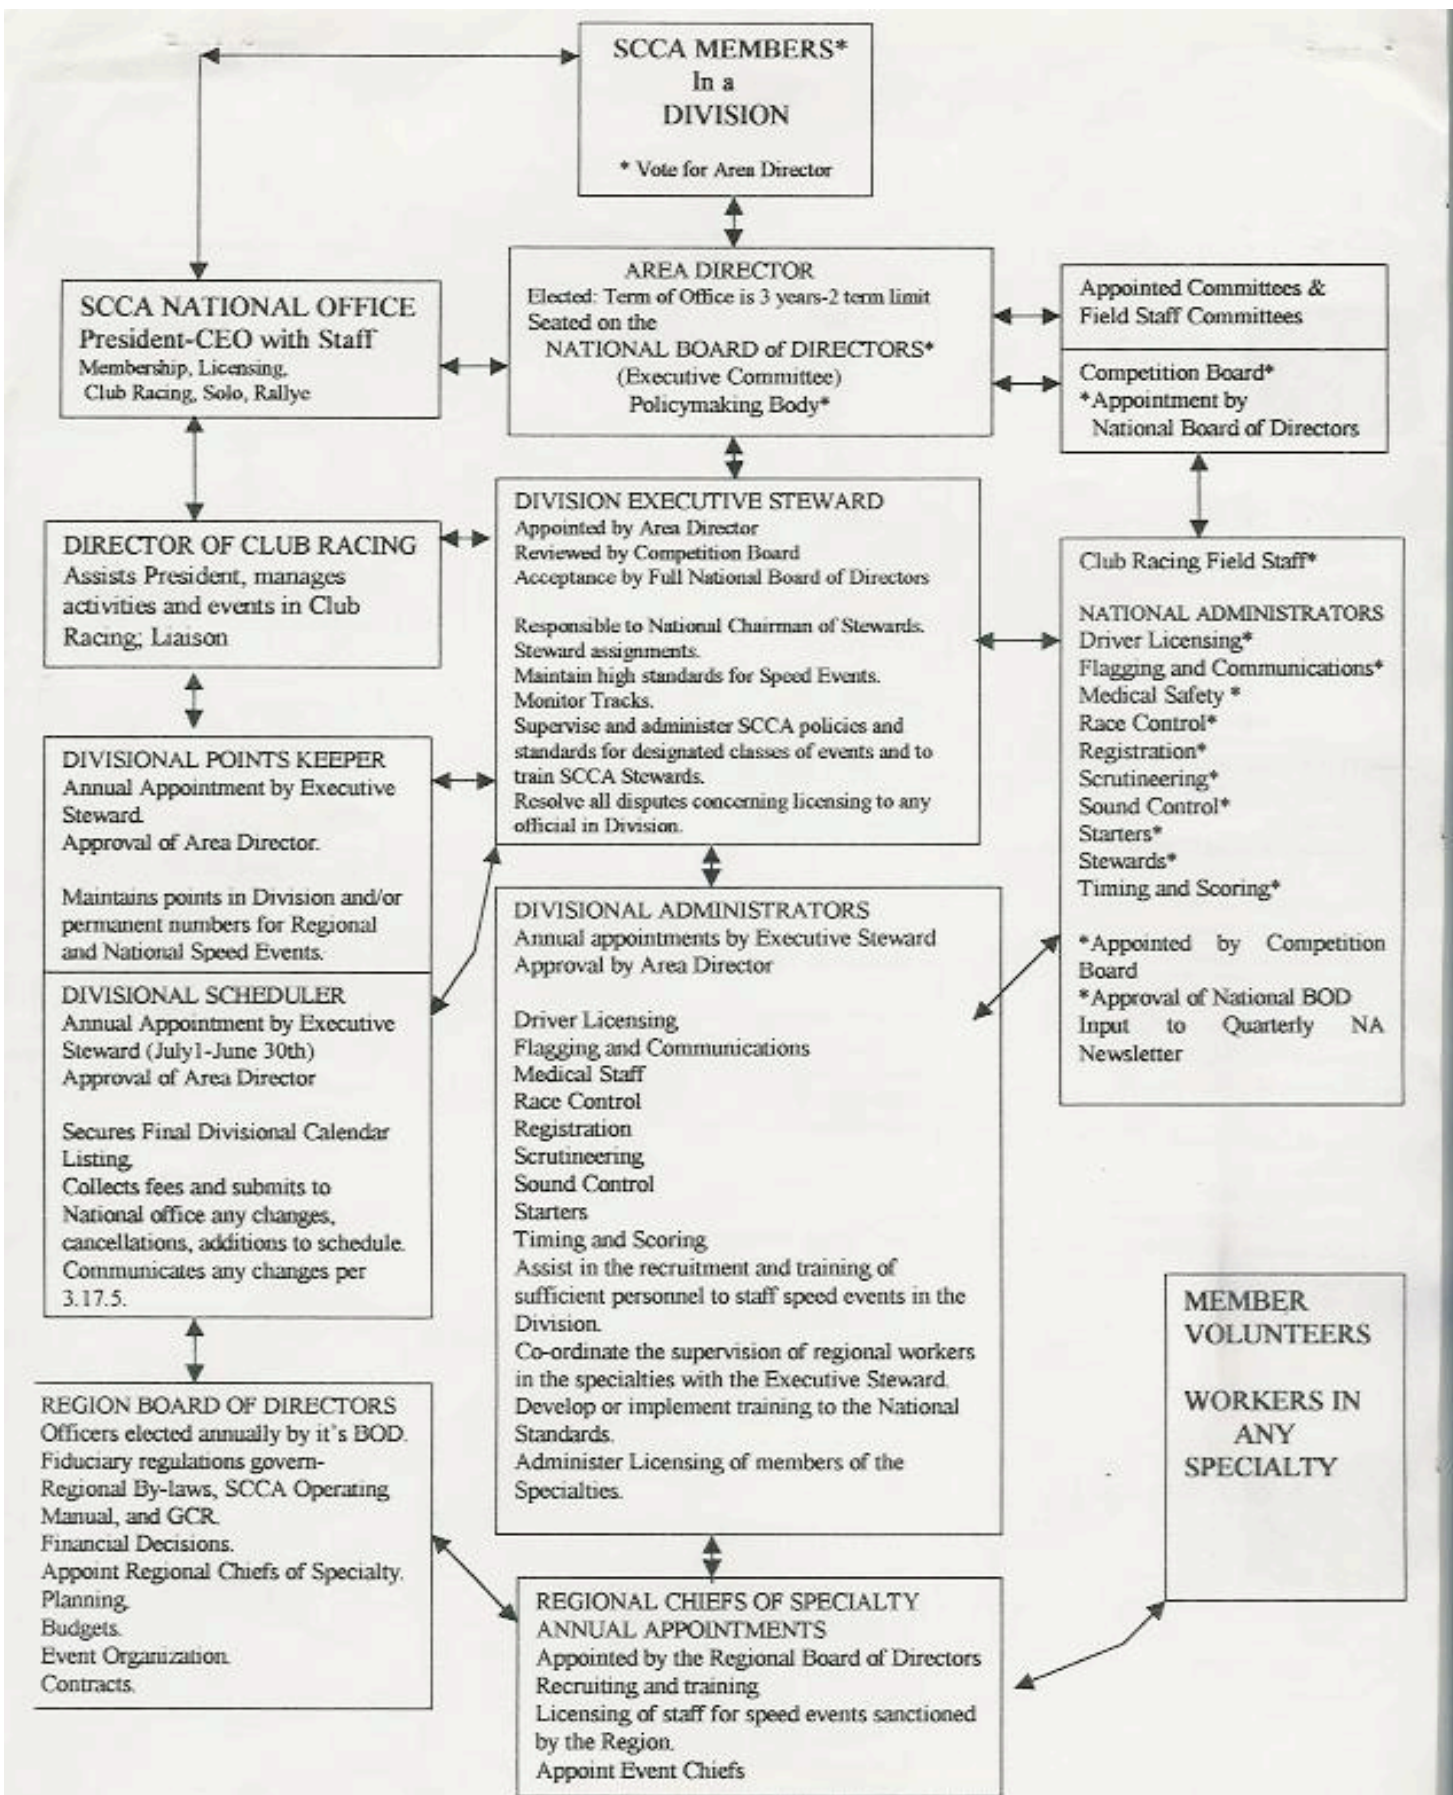 SCCA MEMBERS*
In a
DIVISION
* Vote for Area Director
AREA DIRECTOR
Elected: Term of Office is 3 years-2 term limit
Seated on the
NATIONAL BOARD of DIRECTORS*
(Executive Committee)
Policymaking Body*
SCCA NATIONAL OFFICE
President-CEO with Staff
Membership, Licensing,
Club Racing, Solo, Rallye
Appointed Committees &
Field Staff Committees
Competition Board*
*Appointment by
National Board of Directors
DIRECTOR OF CLUB RACING
Assists President, manages
activities and events in Club
Racing; Liaison
DIVISION EXECUTIVE STEWARD
Appointed by Area Director
Reviewed by Competition Board
Acceptance by Full National Board of Directors
Responsible to National Chairman of Stewards.
Steward assignments.
Maintain high standards for Speed Events.
Monitor Tracks.
Supervise and administer SCCA policies and
standards for designated classes of events and to
train SCCA Stewards.
Resolve all disputes concerning licensing to any
official in Division.
Club Racing Field Staff*
NATIONAL ADMINISTRATORS
Driver Licensing*
Flagging and Communications*
Medical Safety *
Race Control*
Registration*
Scrutineering*
Sound Control*
Starters*
Stewards*
Timing and Scoring*
*Appointed by Competition
Board
*Approval of National BOD
Input to Quarterly NA
Newsletter
DIVISIONAL POINTS KEEPER
Annual Appointment by Executive
Steward.
Approval of Area Director.
Maintains points in Division and/or
permanent numbers for Regional
and National Speed Events.
DIVISIONAL SCHEDULER
Annual Appointment by Executive
Steward (July1-June 30th)
Approval of Area Director
Secures Final Divisional Calendar
Listing.
Collects fees and submits to
National office any changes,
cancellations, additions to schedule.
Communicates any changes per
3.17.5.
DIVISIONAL ADMINISTRATORS
Annual appointments by Executive Steward
Approval by Area Director
Driver Licensing
Flagging and Communications
Medical Staff
Race Control
Registration
Scrutineering
Sound Control
Starters
Timing and Scoring
Assist in the recruitment and training of
sufficient personnel to staff speed events in the
Division.
Co-ordinate the supervision of regional workers
in the specialties with the Executive Steward.
Develop or implement training to the National
Standards.
Administer Licensing of members of the
Specialties.
REGION BOARD OF DIRECTORS
Officers elected annually by it's BOD.
Fiduciary regulations govern-
Regional By-laws, SCCA Operating
Manual, and GCR.
Financial Decisions.
Appoint Regional Chiefs of Specialty.
Planning.
Budgets.
Event Organization.
Contracts.
REGIONAL CHIEFS OF SPECIALTY
ANNUAL APPOINTMENTS
Appointed by the Regional Board of Directors
Recruiting and training
Licensing of staff for speed events sanctioned
by the Region.
Appoint Event Chiefs
MEMBER
VOLUNTEERS
WORKERS IN
ANY
SPECIALTY